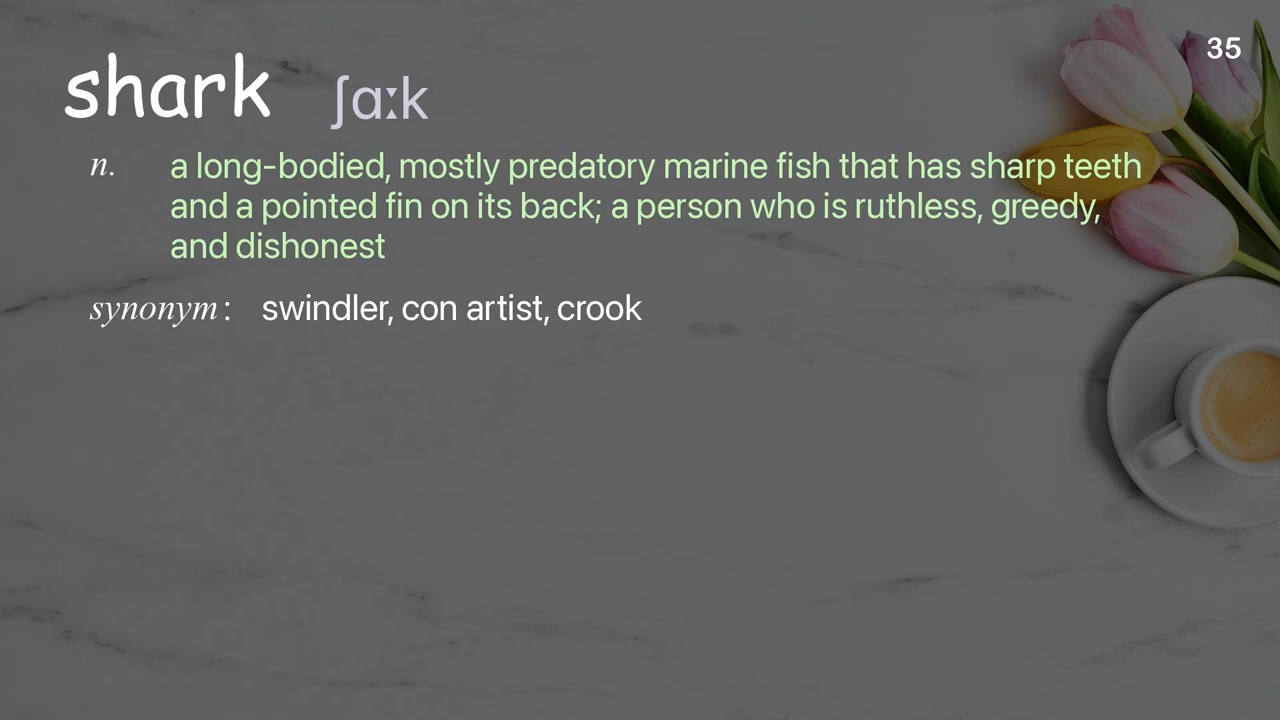 35
shark ʃɑːk
n. a long-bodied, mostly predatory marine fish that has sharp teeth
and a pointed fin on its back; a person who is ruthless, greedy,
and dishonest
synonym: swindler, con artist, crook